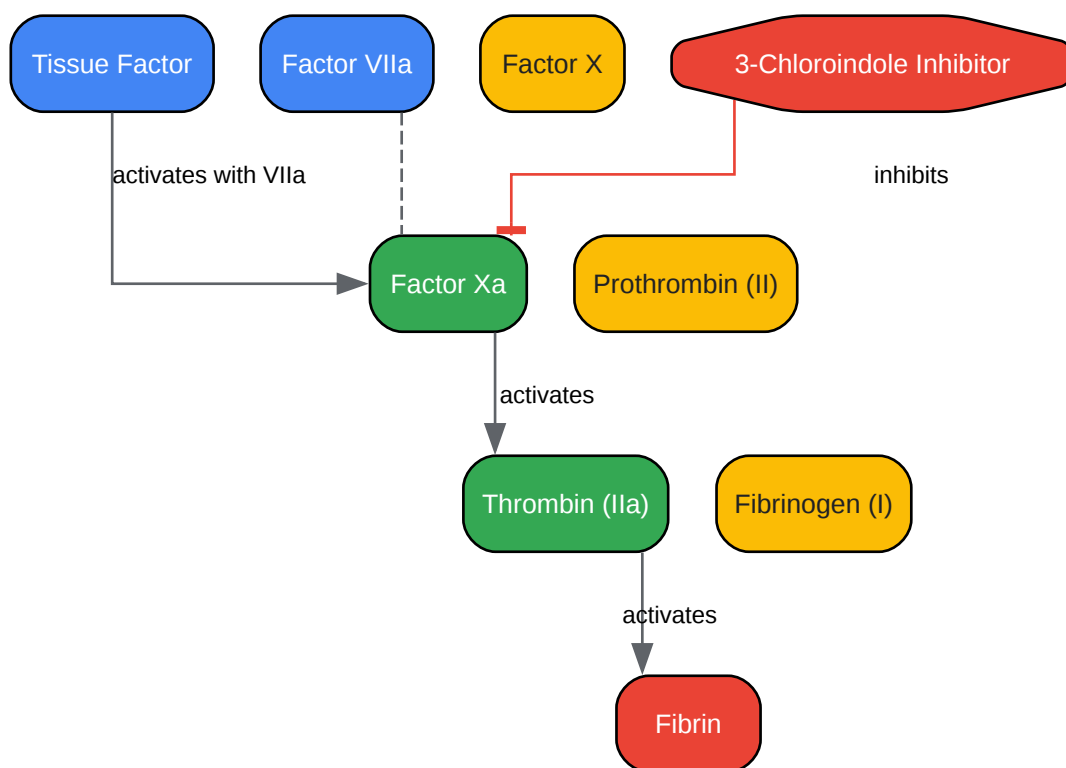 Tissue Factor
Factor VIIa
Factor X
3-Chloroindole Inhibitor
activates with VIIa
inhibits
Factor Xa
Prothrombin (II)
activates
Thrombin (IIa)
Fibrinogen (I)
activates
Fibrin